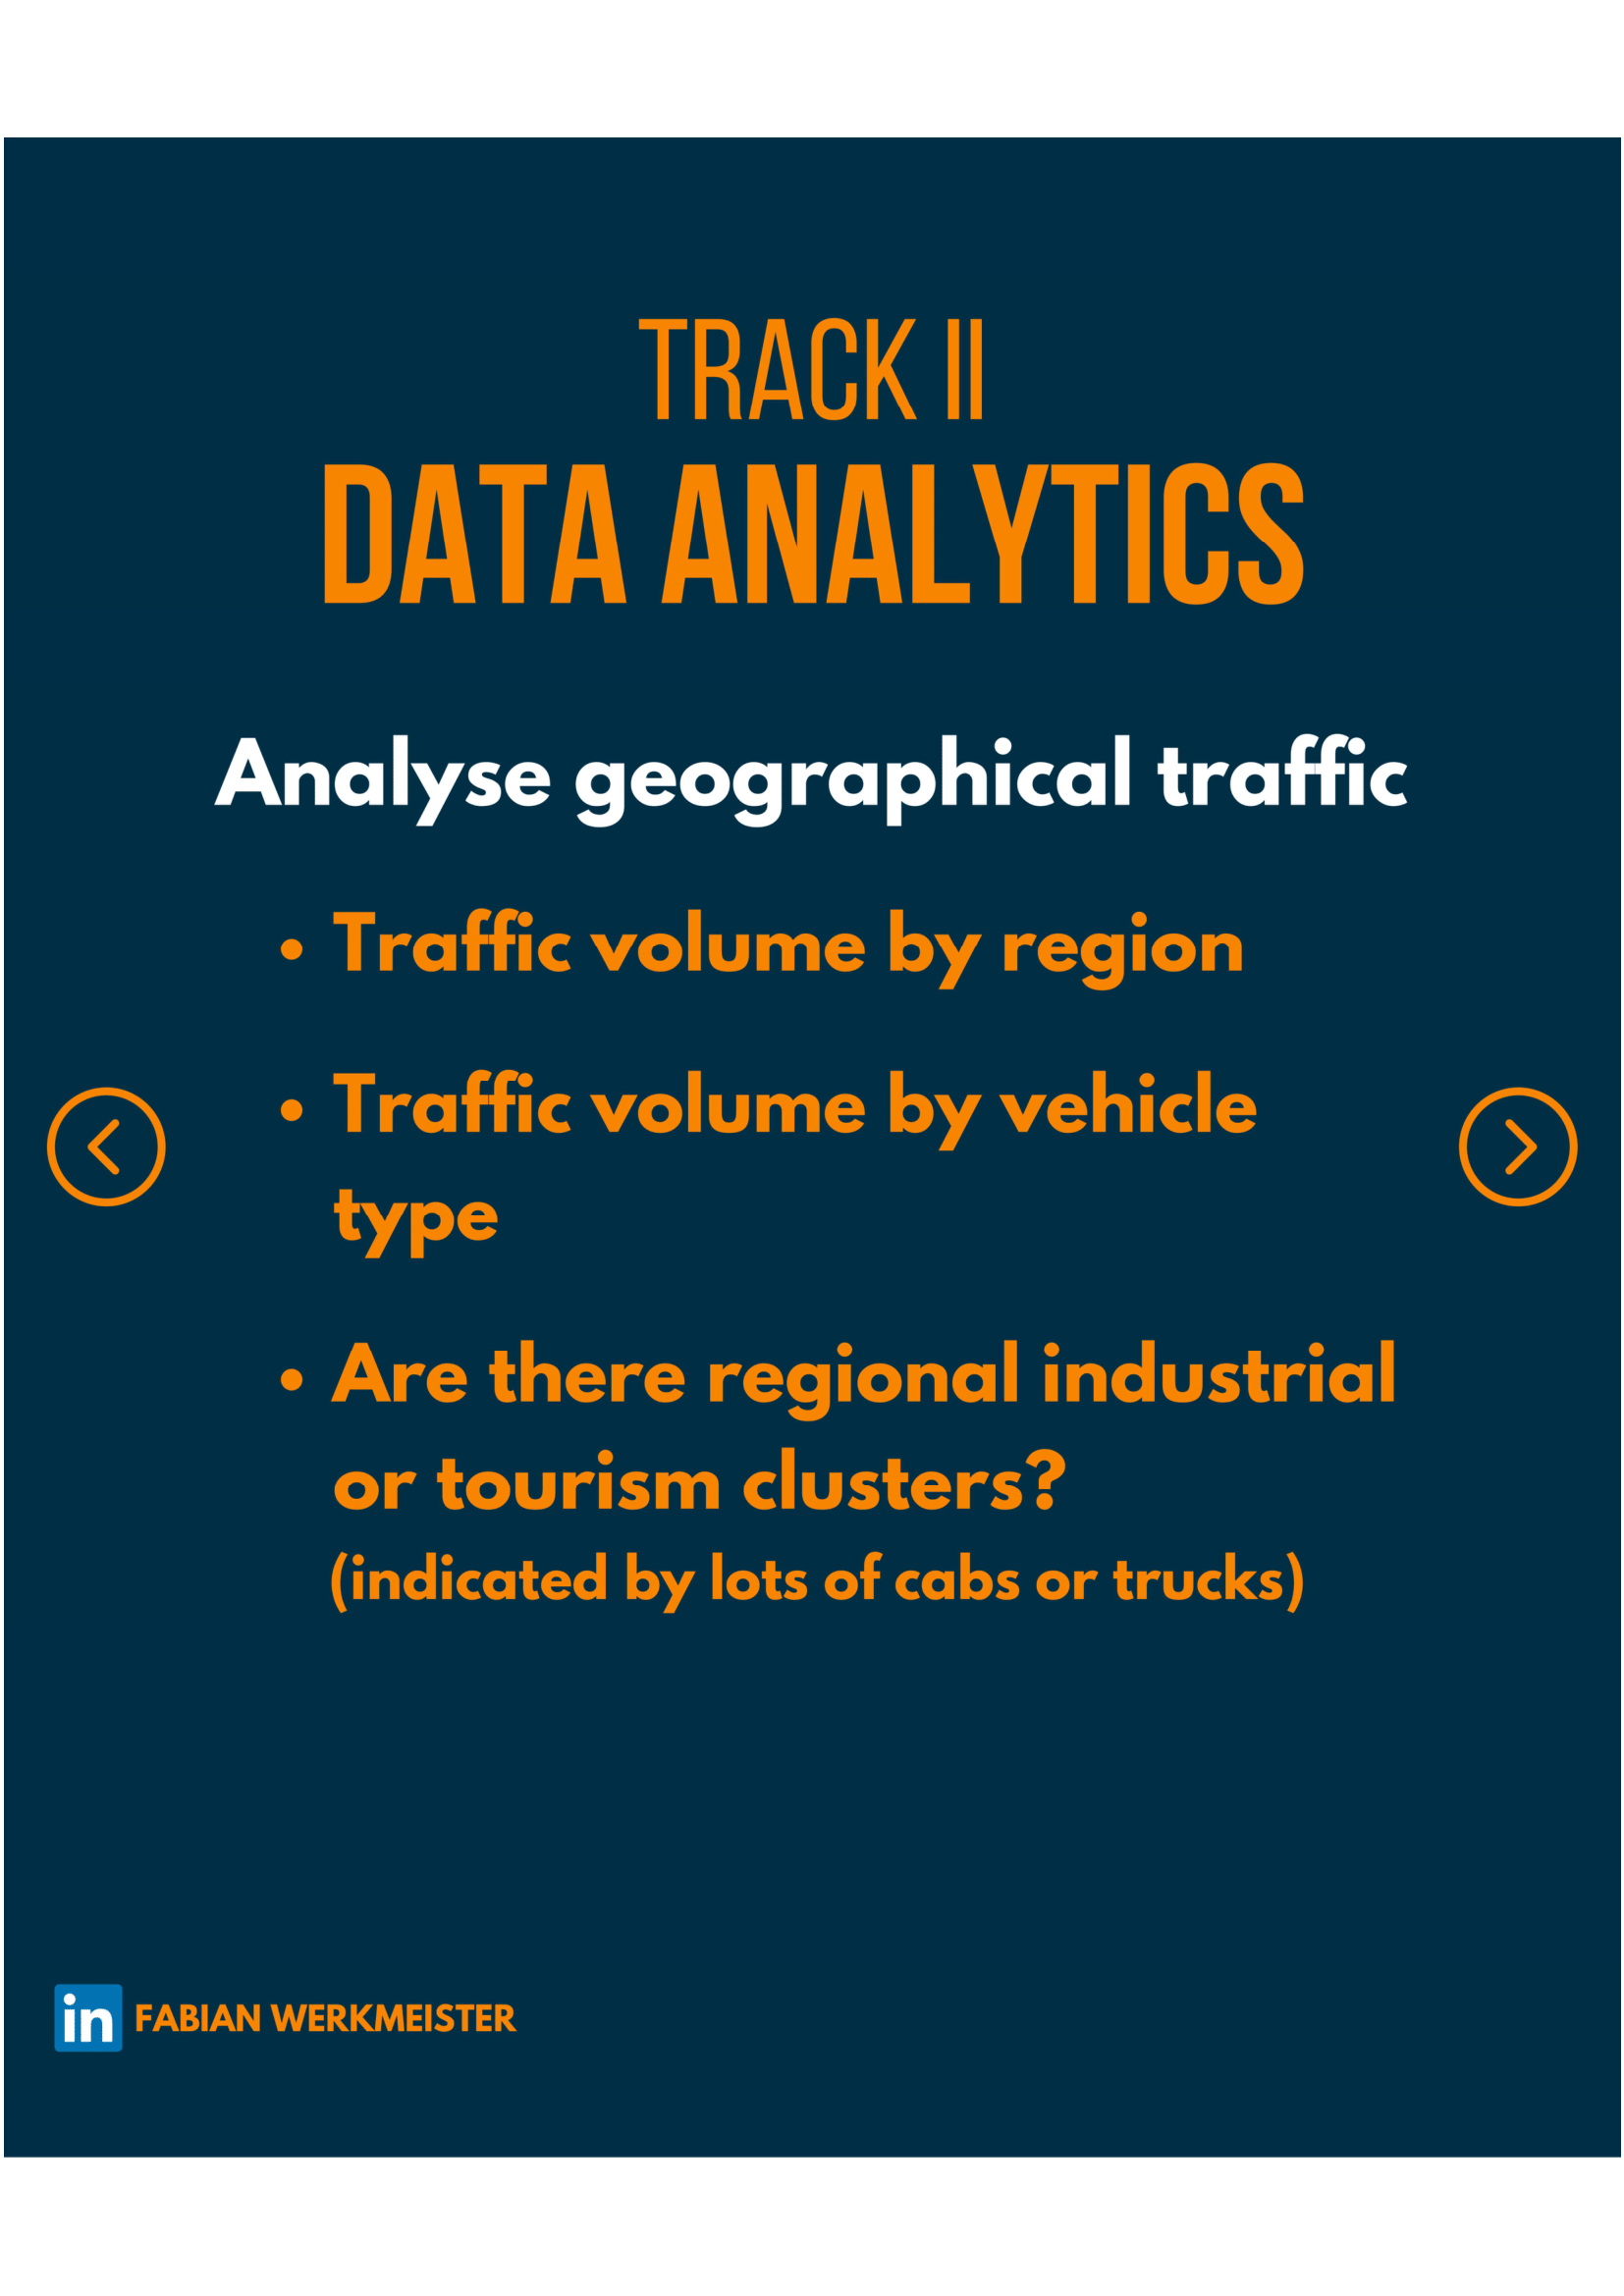 TRACK II
DATA ANALYTICS
Analyse geographical traffic
• Traffic volume by region
• Traffic volume by vehicle
type
• Are there regional industrial
or tourism clusters?
(indicated by lots of cabs or trucks)
in FABIAN WERKMEISTER